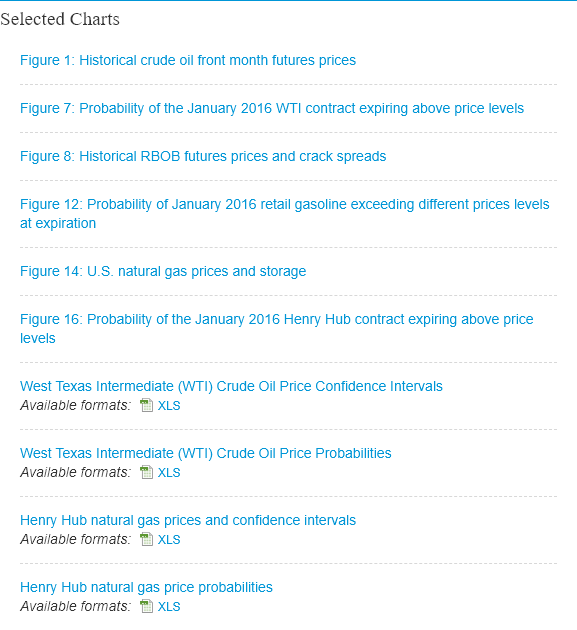 Selected Charts
Figure 1: Historical crude oil front month futures prices
Figure 7: Probability of the January 2016 WTI contract expiring above price levels
Figure 8: Historical RBOB futures prices and crack spreads
Figure 12: Probability of January 2016 retail gasoline exceeding different prices levels
at expiration
Figure 14: U.S. natural gas prices and storage
Figure 16: Probability of the January 2016 Henry Hub contract expiring above price
levels
West Texas Intermediate (WTI) Crude Oil Price Confidence Intervals
Available formats: XLS
West Texas Intermediate (WTI) Crude Oil Price Probabilities
Available formats: XLS
Henry Hub natural gas prices and confidence intervals
Available formats: XLS
Henry Hub natural gas price probabilities
Available formats: XLS